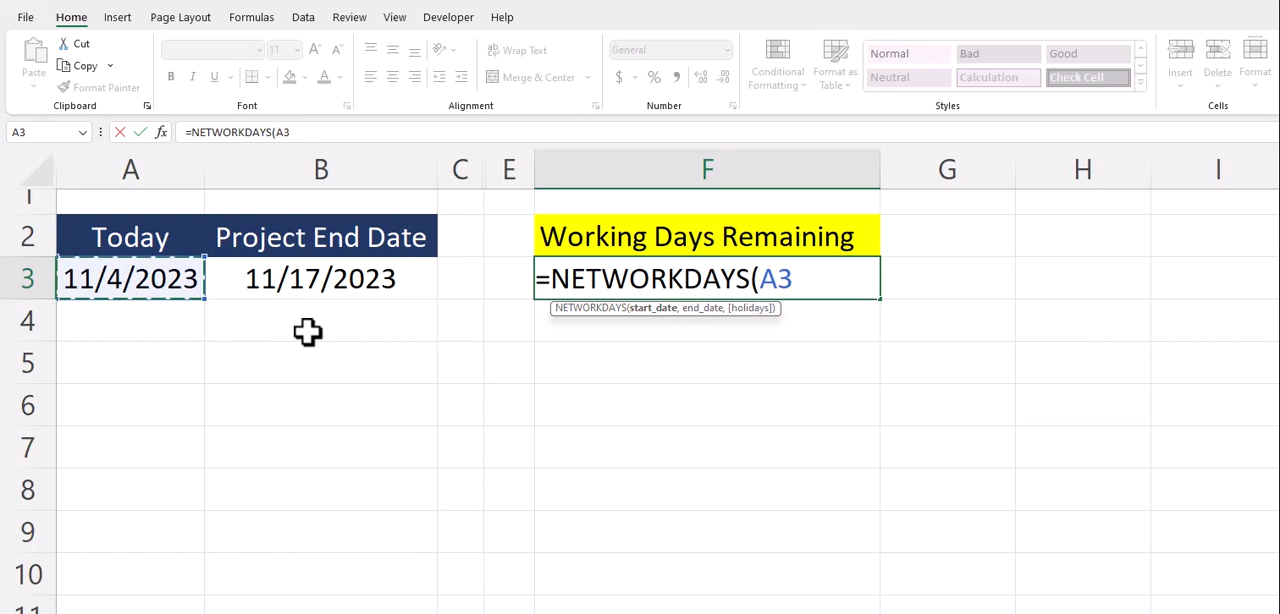 File Home Insert Page Layout Formulas Data Review View Developer Help
Paste
Cut
Copy
Format Painter
Clipboard
11 A A
B I U A
Font
Wrap Text
Merge & Center
Alignment
General
$ % , .00
Number
Conditional Formatting
Format as Table
Normal Bad Good
Neutral Calculation Check Cell
Styles
Insert Delete Format
Cells
A3 fx =NETWORKDAYS(A3
A B C E F G H I
1
2 Today Project End Date Working Days Remaining
3 11/4/2023 11/17/2023 =NETWORKDAYS(A3
NETWORKDAYS(start_date, end_date, [holidays])
4
5
6
7
8
9
10
11